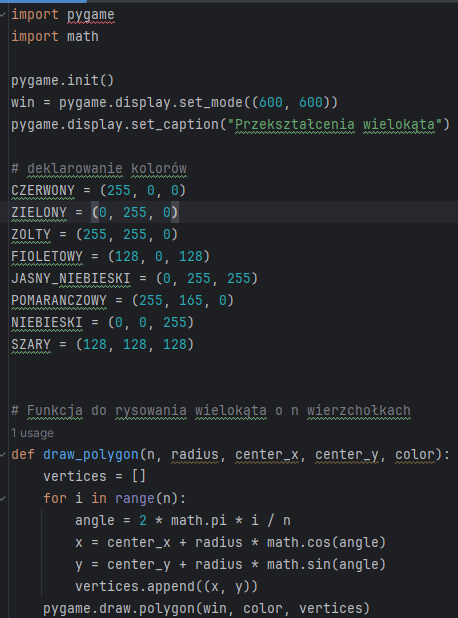 import pygame
import math
pygame.init()
win = pygame.display.set_mode((600, 600))
pygame.display.set_caption("Przekształcenia wielokąta")
# deklarowanie kolorów
CZERWONY = (255, 0, 0)
ZIELONY = (0, 255, 0)
ZOLTY = (255, 255, 0)
FIOLETOWY = (128, 0, 128)
JASNY_NIEBIESKI = (0, 255, 255)
POMARANCZOWY = (255, 165, 0)
NIEBIESKI = (0, 0, 255)
SZARY = (128, 128, 128)
# Funkcja do rysowania wielokąta o n wierzchołkach
1 usage
def draw_polygon(n, radius, center_x, center_y, color):
    vertices = []
    for i in range(n):
        angle = 2 * math.pi * i / n
        x = center_x + radius * math.cos(angle)
        y = center_y + radius * math.sin(angle)
        vertices.append((x, y))
    pygame.draw.polygon(win, color, vertices)